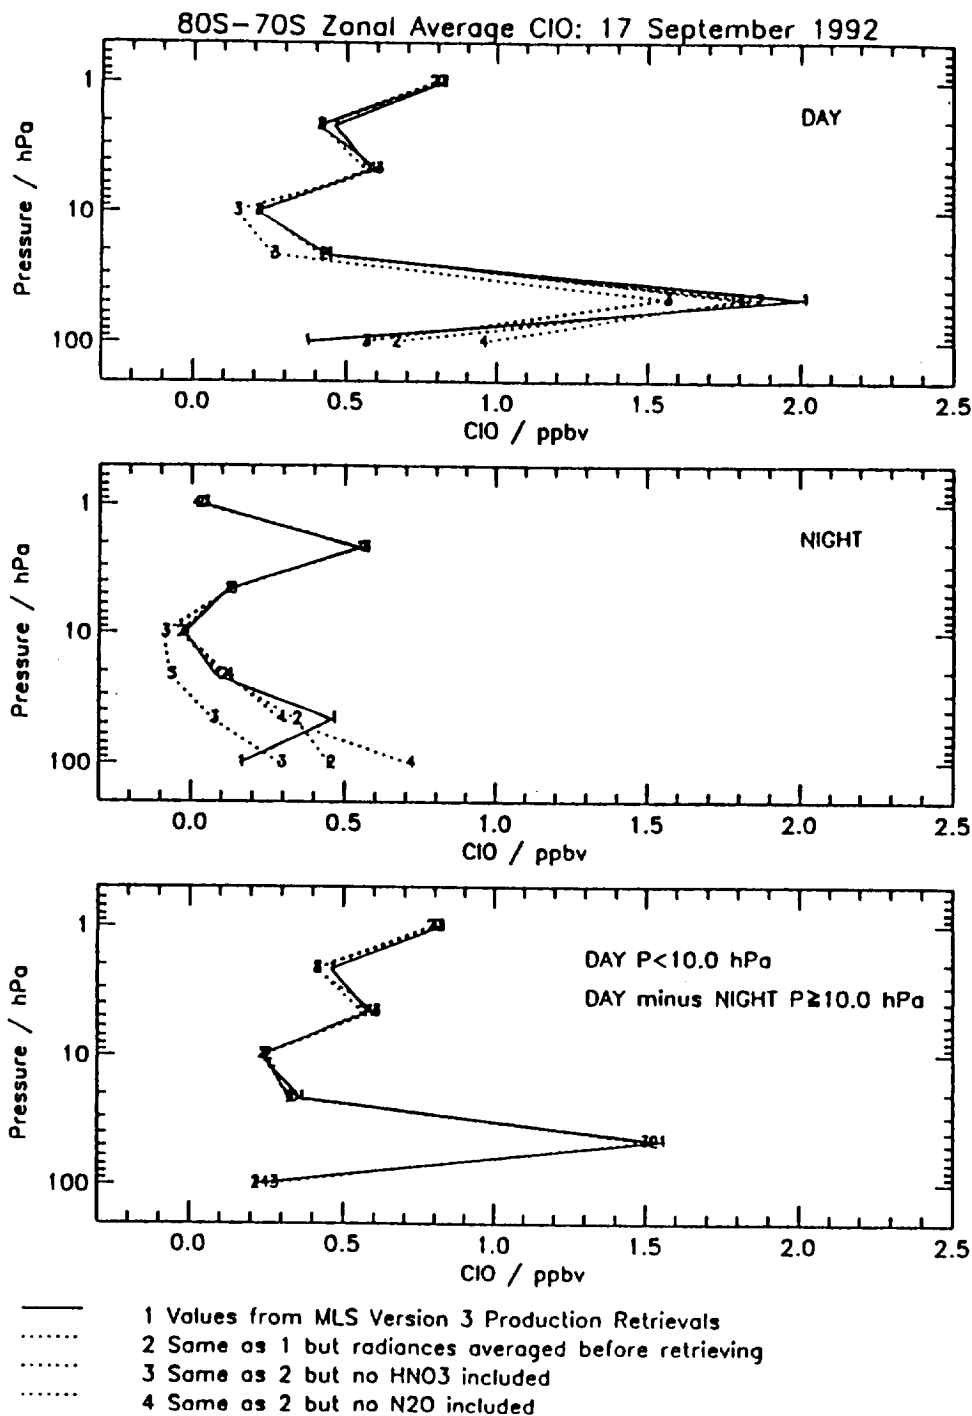 80S-70S Zonal Average ClO: 17 September 1992
DAY
Pressure / hPa
1
10
100
0.0 0.5 1.0 1.5 2.0 2.5
ClO / ppbv
NIGHT
Pressure / hPa
1
10
100
0.0 0.5 1.0 1.5 2.0 2.5
ClO / ppbv
DAY P<10.0 hPa
DAY minus NIGHT P≧10.0 hPa
Pressure / hPa
1
10
100
0.0 0.5 1.0 1.5 2.0 2.5
ClO / ppbv
1 Values from MLS Version 3 Production Retrievals
2 Same as 1 but radiances averaged before retrieving
3 Same as 2 but no HNO3 included
4 Same as 2 but no N2O included